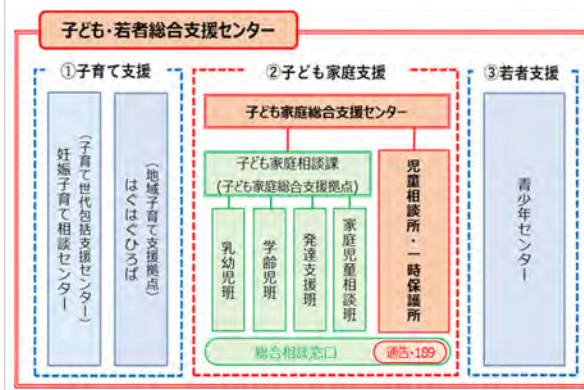 子ども・若者総合支援センター
①子育て支援
妊娠子育て相談センター
(子育て世代包括支援センター)
はぐはぐひろば
(地域子育て支援拠点)
②子ども家庭支援
子ども家庭総合支援センター
子ども家庭相談課
(子ども家庭総合支援拠点)
乳幼児班
学齢児班
発達支援班
家庭児童相談班
児童相談所・一時保護所
総合相談窓口
通告・189
③若者支援
青少年センター